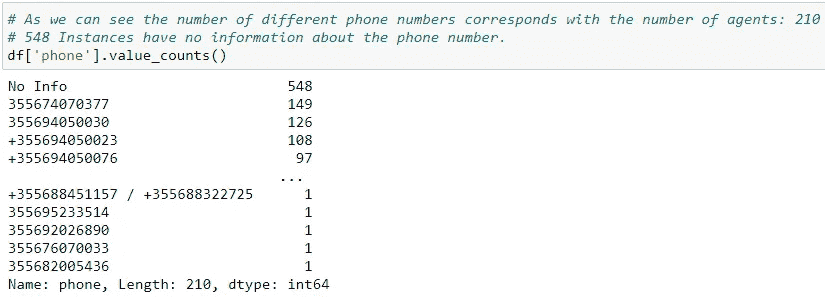 # As we can see the number of different phone numbers corresponds with the number of agents: 210
# 548 Instances have no information about the phone number.
df['phone'].value_counts()
No Info 548
355674070377 149
355694050030 126
+355694050023 108
+355694050076 97
...
+355688451157 / +355688322725 1
355695233514 1
355692026890 1
355676070033 1
355682005436 1
Name: phone, Length: 210, dtype: int64